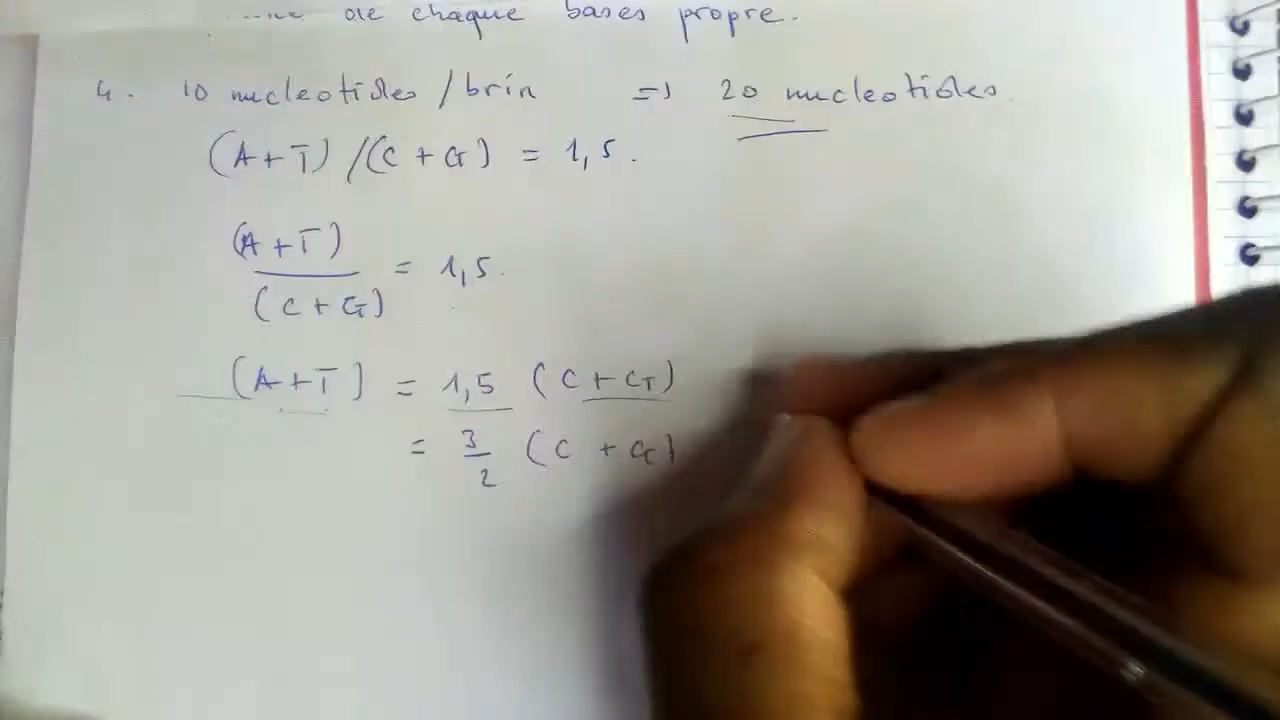 de chaque bases propre.
4. 10 nucleotides /brin => 20 nucleotides.
(A+T) /(C + G) = 1,5.
(A +T)
= 1,5.
(C+G)
(A+T) = 1,5 (C+G)
= 3/2 (C + G)